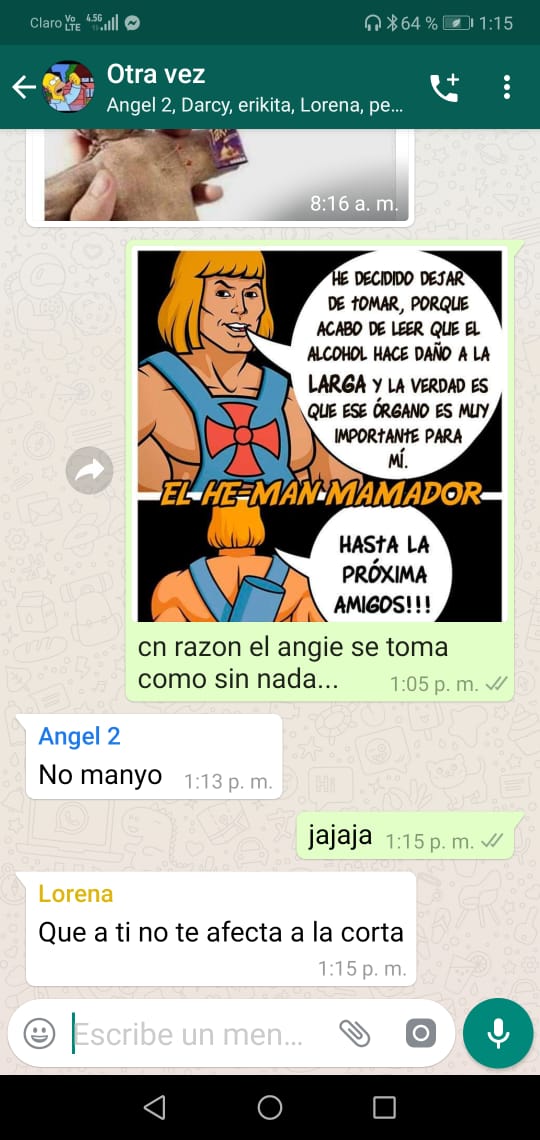 Claro Vo LTE 4.5G 64 % 1:15
Otra vez
Angel 2, Darcy, erikita, Lorena, pe...
8:16 a. m.
HE DECIDIDO DEJAR
DE TOMAR, PORQUE
ACABO DE LEER QUE EL
ALCOHOL HACE DAÑO A LA
LARGA Y LA VERDAD ES
QUE ESE ÓRGANO ES MUY
IMPORTANTE PARA
MÍ.
EL HE-MAN MAMADOR
HASTA LA
PRÓXIMA
AMIGOS!!!
cn razon el angie se toma
como sin nada...
1:05 p. m.
Angel 2
No manyo
1:13 p. m.
jajaja
1:15 p. m.
Lorena
Que a ti no te afecta a la corta
1:15 p. m.
Escribe un men...